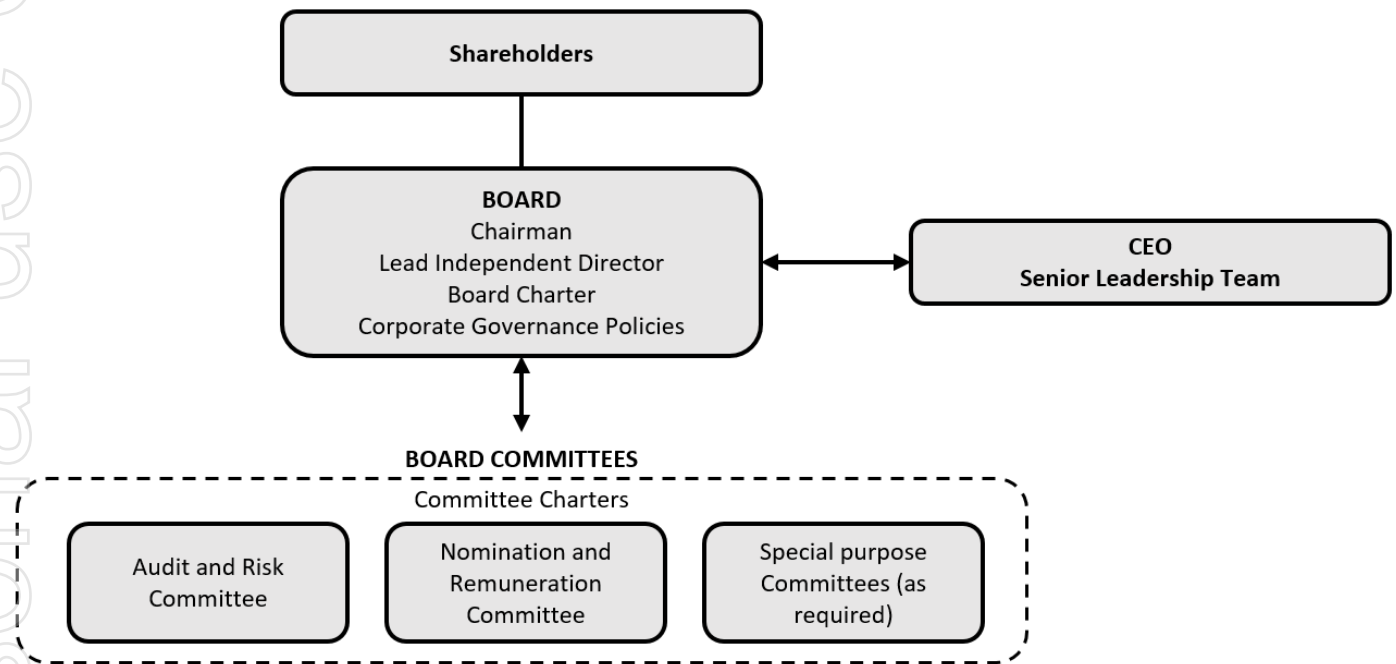 Shareholders
BOARD
Chairman
Lead Independent Director
Board Charter
Corporate Governance Policies
CEO
Senior Leadership Team
BOARD COMMITTEES
Committee Charters
Audit and Risk
Committee
Nomination and
Remuneration
Committee
Special purpose
Committees (as
required)